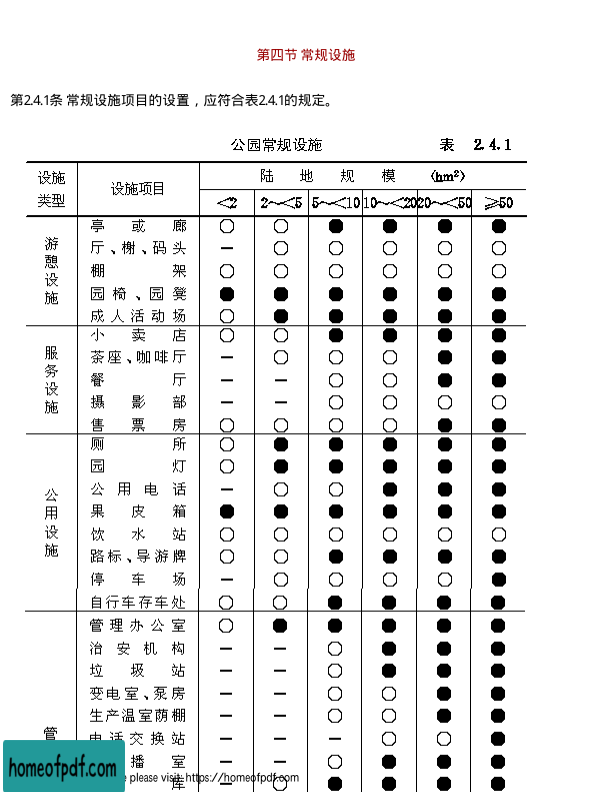 第四节 常规设施
第2.4.1条 常规设施项目的设置，应符合表2.4.1的规定。
公园常规设施 表 2.4.1
设施类型 设施项目 陆地规模 (hm²)
<2 2～<5 5～<10 10～<20 20～<50 ≥50
游憩设施
亭或廊 ○ ○ ● ● ● ●
厅、榭、码头 — ○ ○ ○ ○ ○
棚架 ○ ○ ○ ○ ○ ○
园椅、园凳 ● ● ● ● ● ●
成人活动场 ○ ● ● ● ● ●
服务设施
小卖店 ○ ○ ● ● ● ●
茶座、咖啡厅 — ○ ○ ○ ● ●
餐厅 — — ○ ○ ● ●
摄影部 — — ○ ○ ○ ○
售票房 ○ ○ ○ ○ ● ●
公用设施
厕所 ○ ● ● ● ● ●
园灯 ○ ● ● ● ● ●
公用电话 — ○ ○ ● ● ●
果皮箱 ● ● ● ● ● ●
饮水站 ○ ○ ○ ○ ○ ○
路标、导游牌 ○ ○ ● ● ● ●
停车场 — ○ ○ ○ ○ ●
自行车存车处 ○ ○ ● ● ● ●
管
管理办公室 ○ ● ● ● ● ●
治安机构 — — ○ ● ● ●
垃圾站 — — ○ ● ● ●
变电室、泵房 — — ○ ○ ● ●
生产温室荫棚 — — ○ ○ ● ●
电话交换站 — — — ○ ○ ●
播室 — — ○ ● ● ●
库 — ○ ● ● ● ●
homeofpdf.com
please visit: https://homeofpdf.com